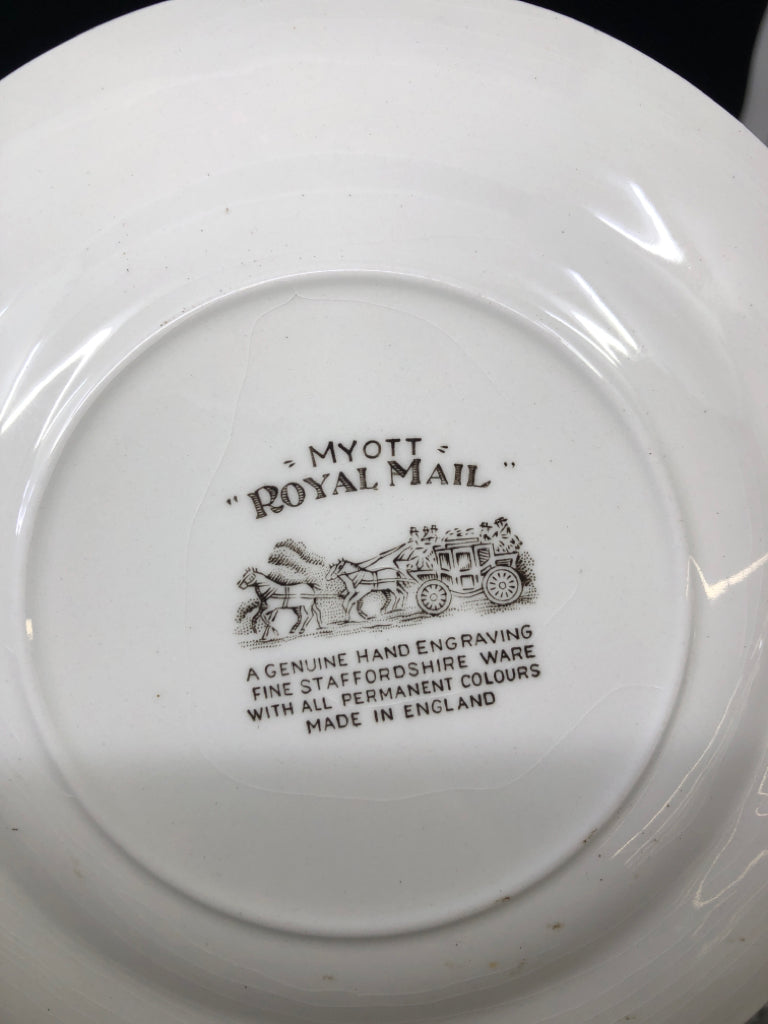 MYOTT
"ROYAL MAIL"
A GENUINE HAND ENGRAVING
FINE STAFFORDSHIRE WARE
WITH ALL PERMANENT COLOURS
MADE IN ENGLAND